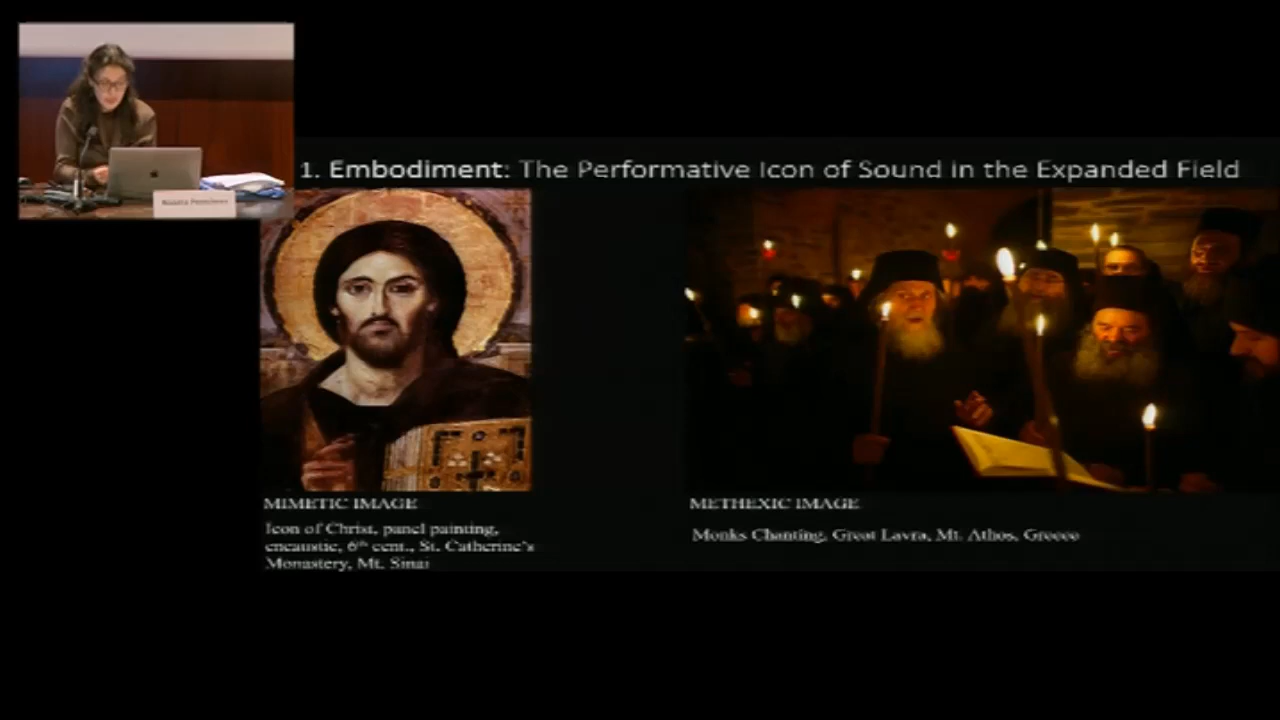 1. Embodiment: The Performative Icon of Sound in the Expanded Field
MIMETIC IMAGE
Icon of Christ, panel painting,
encaustic, 6th cent., St. Catherine's
Monastery, Mt. Sinai
METHEXIC IMAGE
Monks Chanting, Great Lavra, Mt. Athos, Greece